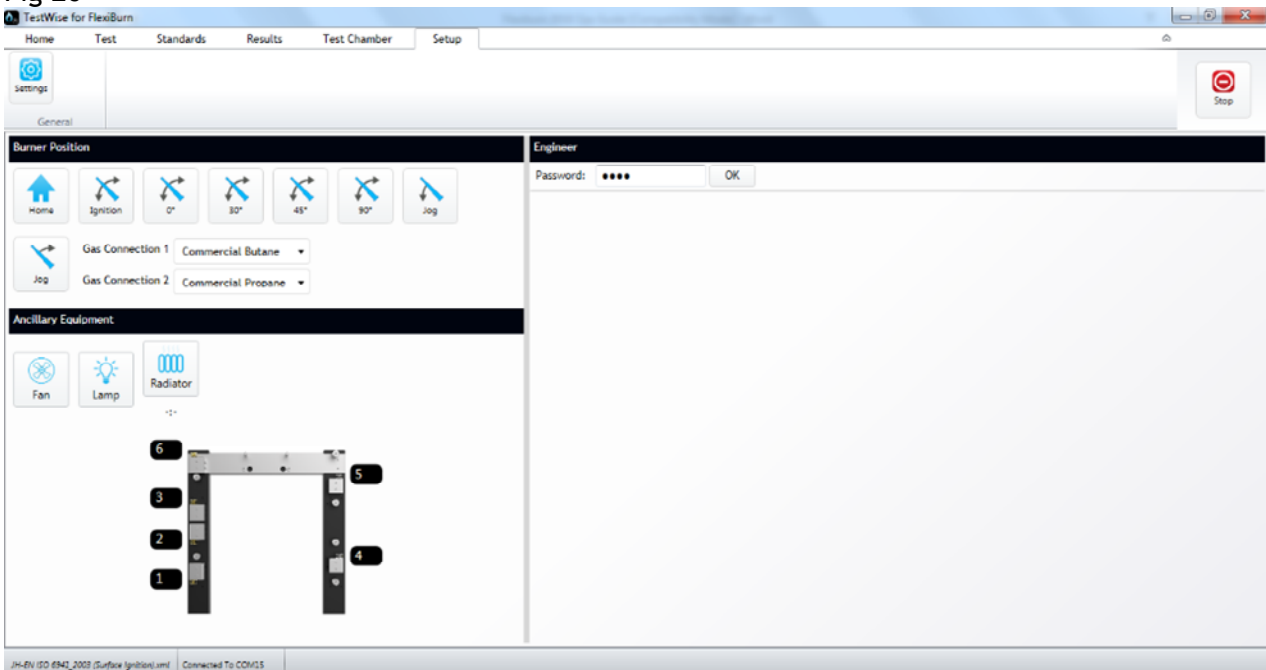 TestWise for FlexiBurn
Home Test Standards Results Test Chamber Setup
Settings
General
Stop
Burner Position
Home Ignition 0° 30° 45° 90° Jog
Jog
Gas Connection 1 Commercial Butane
Gas Connection 2 Commercial Propane
Ancillary Equipment
Fan Lamp Radiator
-:-
6
5
3
2
4
1
Engineer
Password: •••• OK
JH-EN ISO 6941_2003 (Surface Ignition).xml Connected To COM15